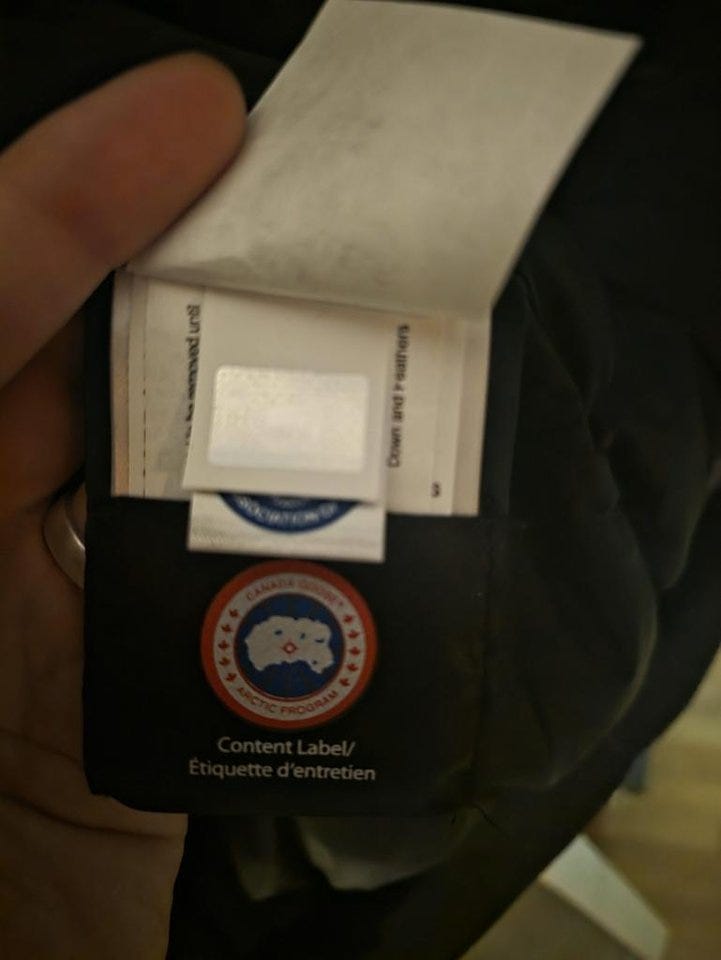 Down and Feathers
CANADA GOOSE
ARCTIC PROGRAM
Content Label/
Étiquette d'entretien